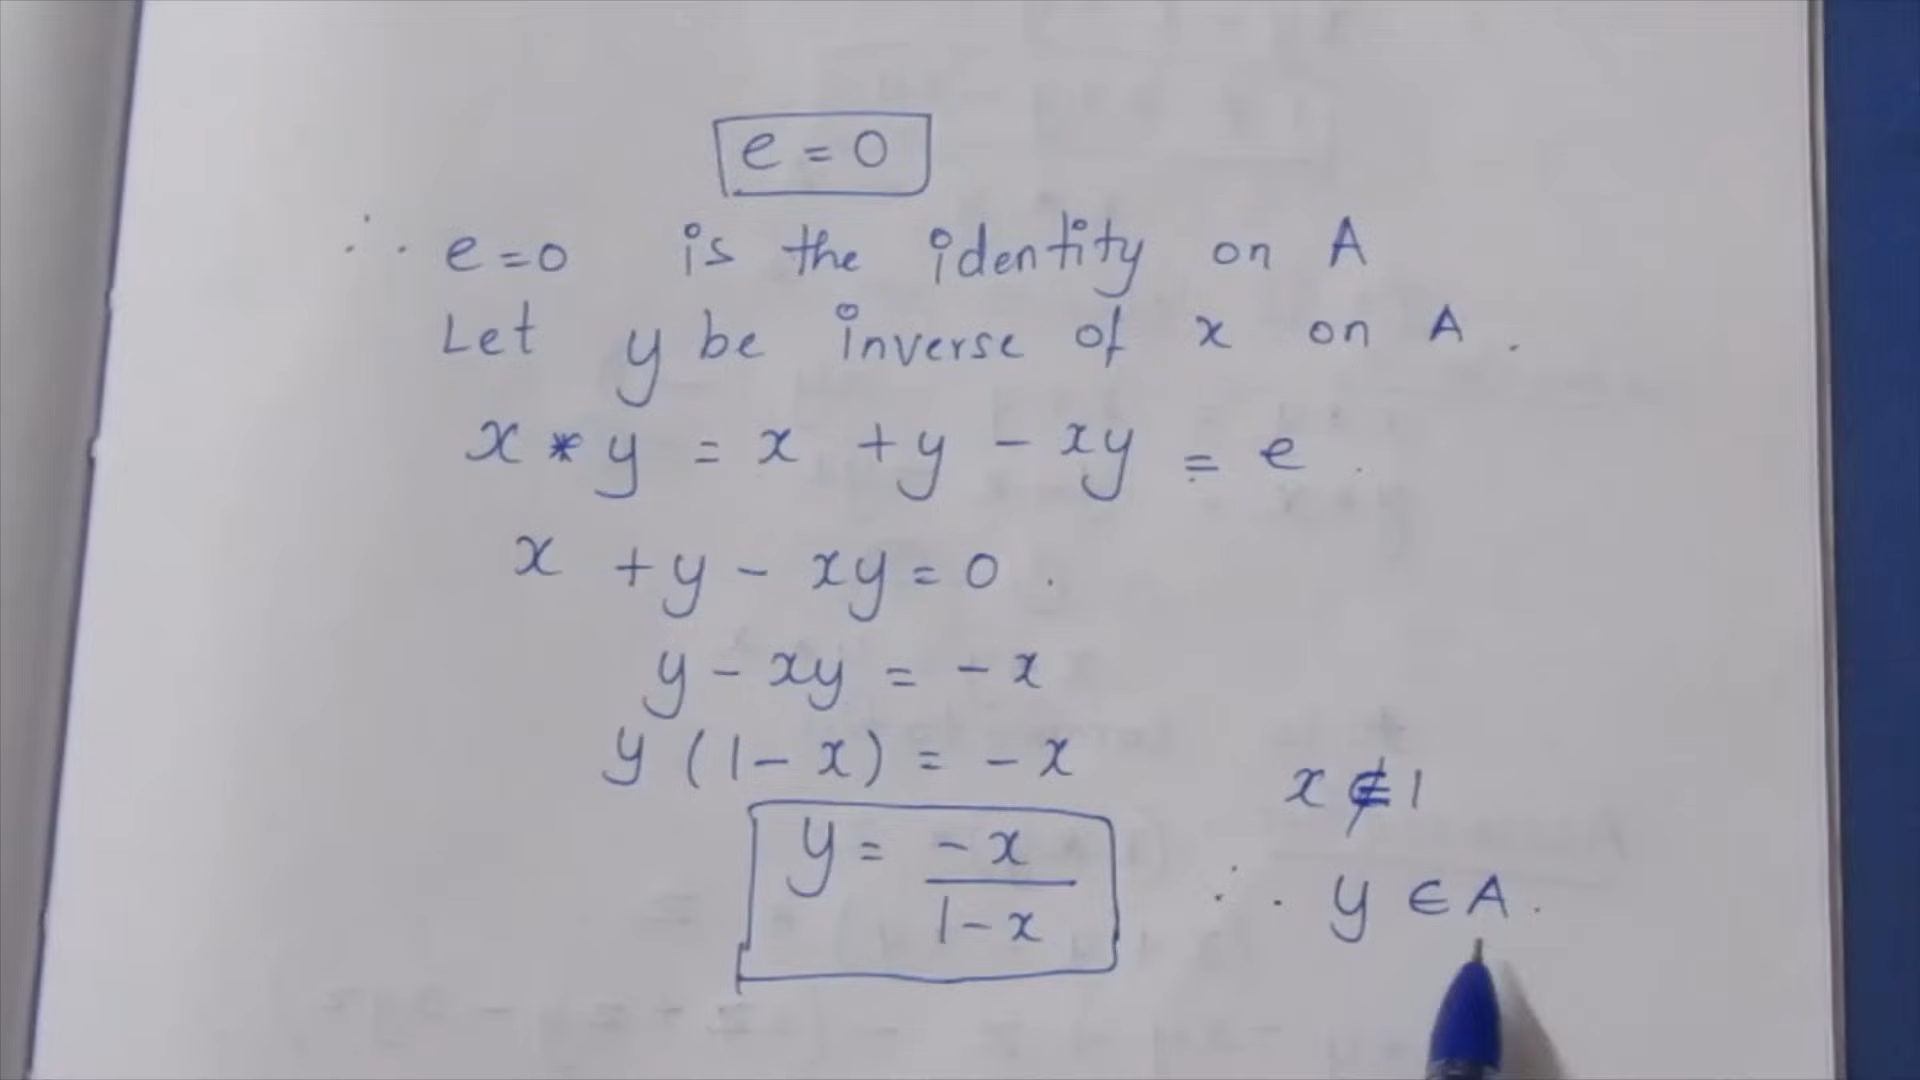 e = 0
∴ e = 0 is the identity on A
Let y be inverse of x on A.
x * y = x + y - xy = e.
x + y - xy = 0.
y - xy = -x
y (1 - x) = -x
x ≠ 1
y = -x / 1 - x
∴ y ∈ A.